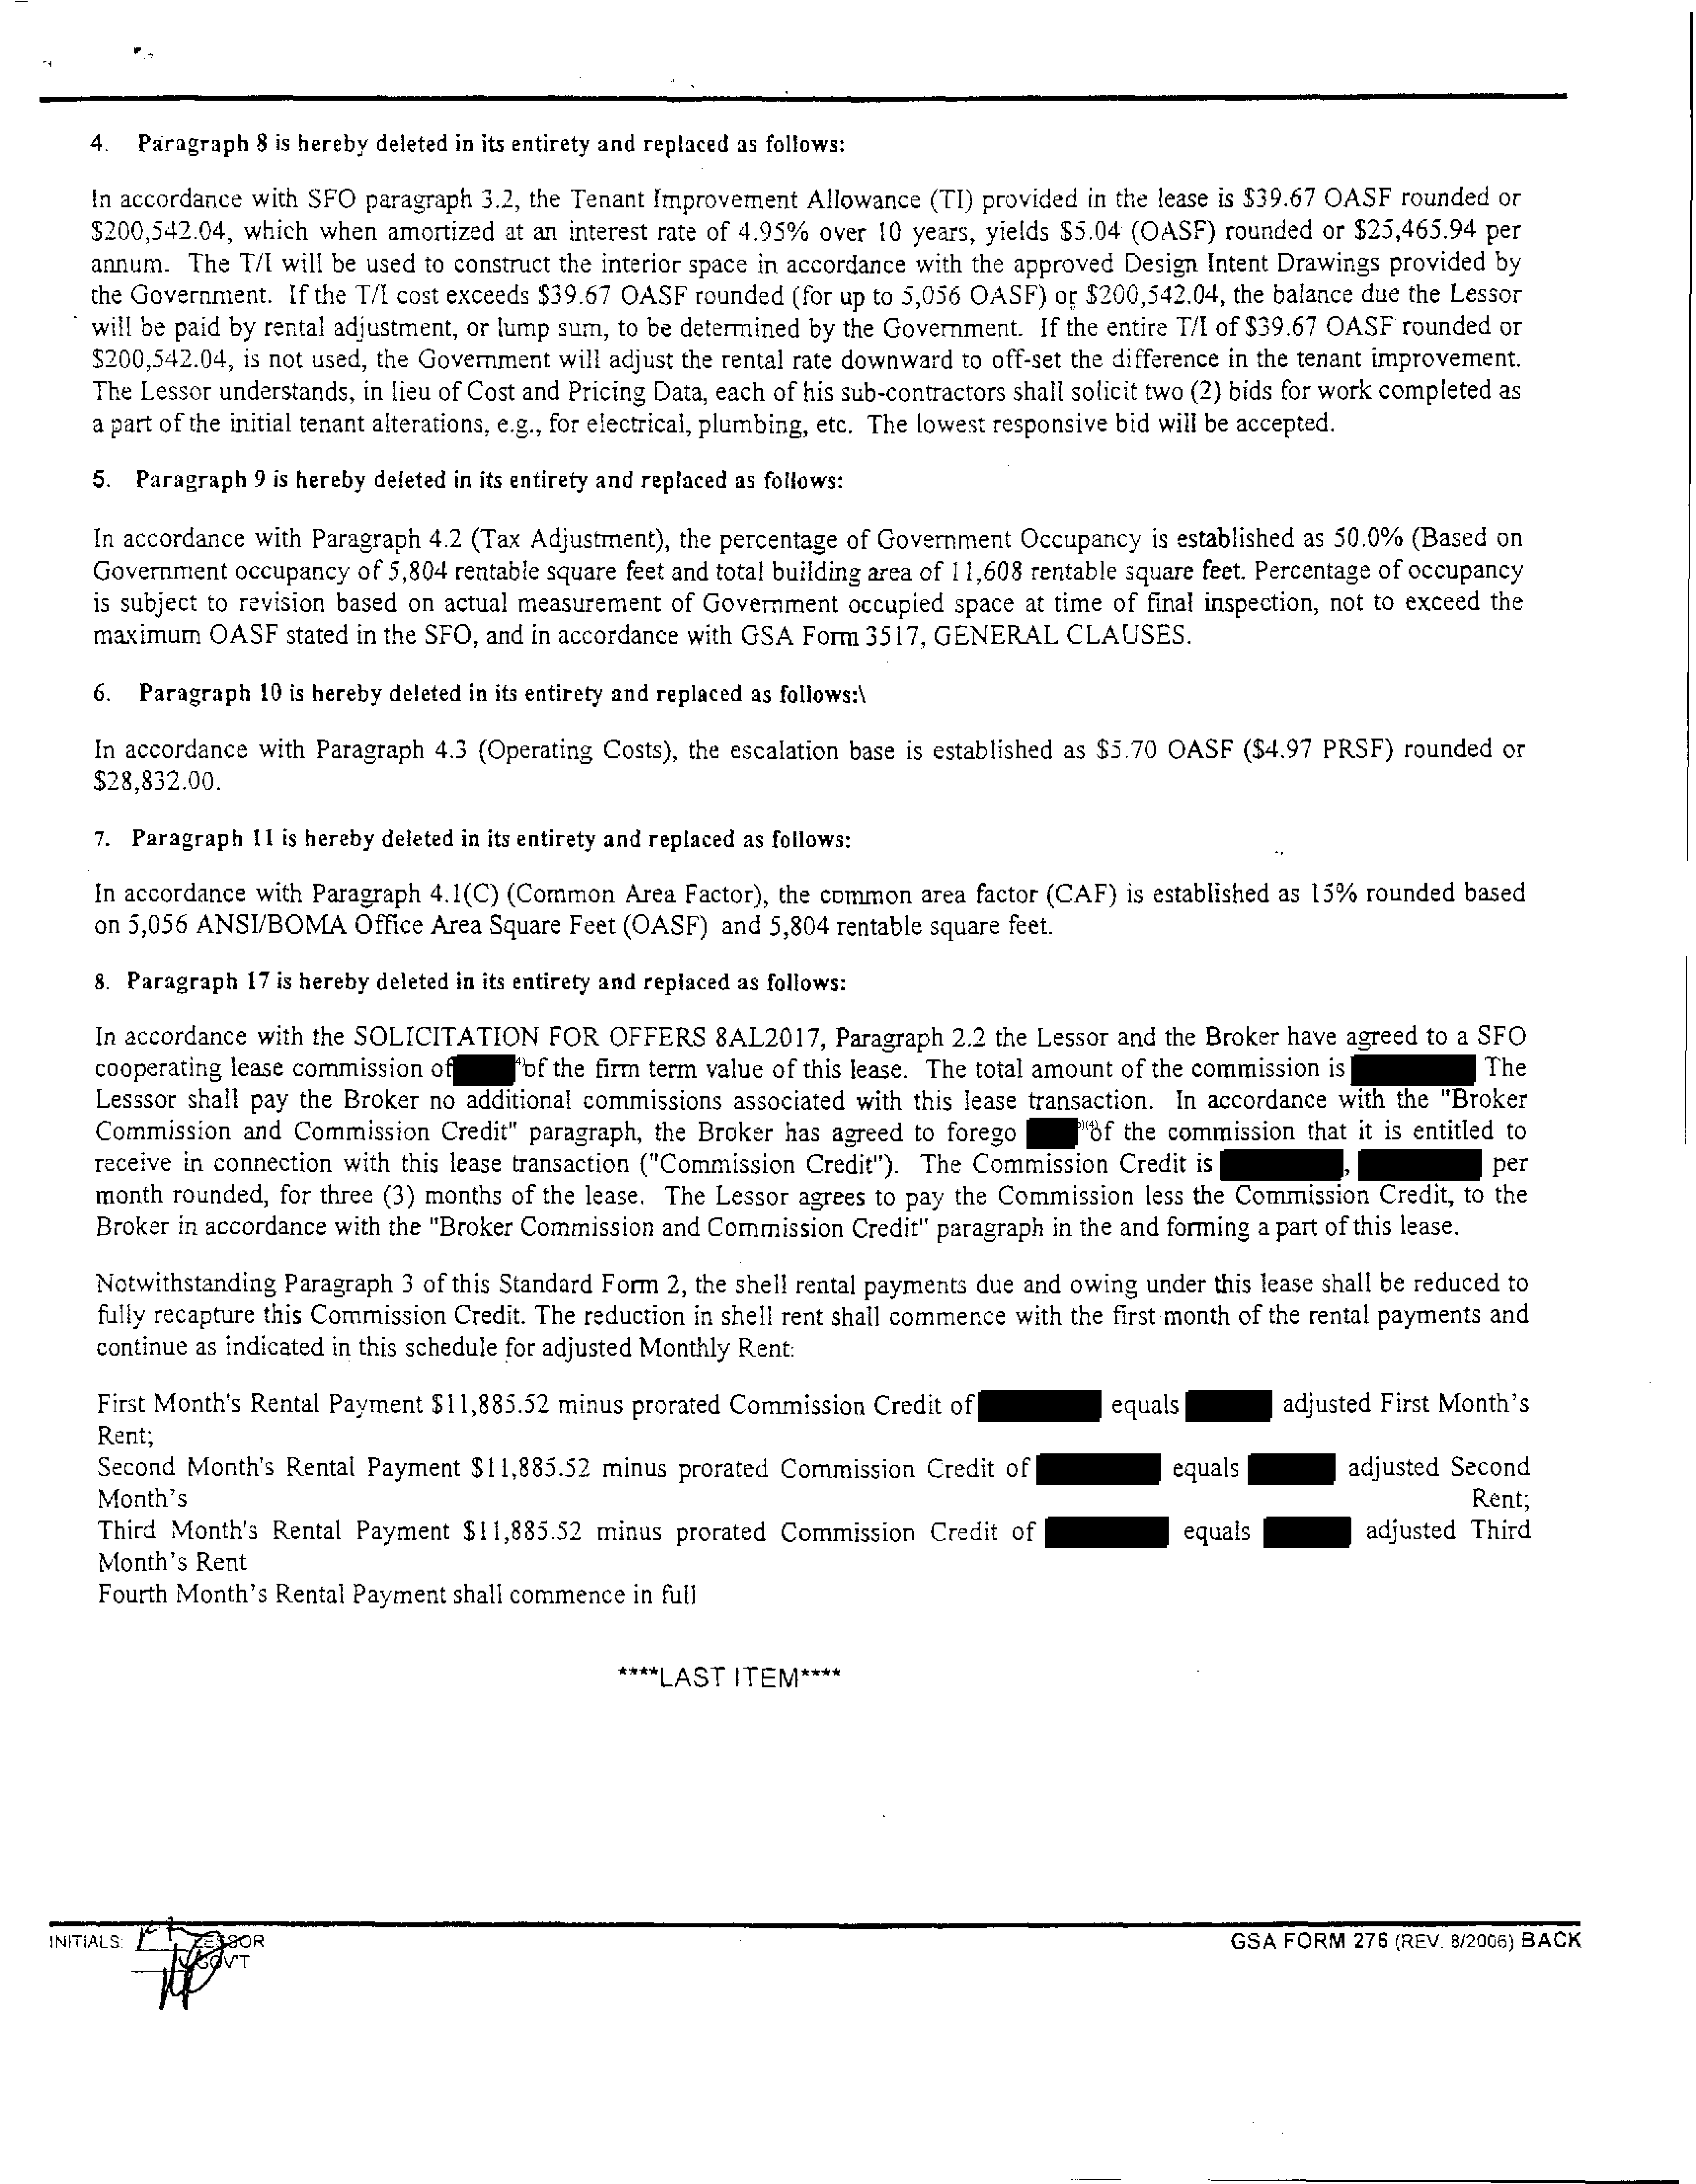 4. Paragraph 8 is hereby deleted in its entirety and replaced as follows:
In accordance with SFO paragraph 3.2, the Tenant Improvement Allowance (TI) provided in the lease is $39.67 OASF rounded or
$200,542.04, which when amortized at an interest rate of 4.95% over 10 years, yields $5.04 (OASF) rounded or $25,465.94 per
annum. The T/I will be used to construct the interior space in accordance with the approved Design Intent Drawings provided by
the Government. If the T/I cost exceeds $39.67 OASF rounded (for up to 5,056 OASF) or $200,542.04, the balance due the Lessor
will be paid by rental adjustment, or lump sum, to be determined by the Government. If the entire T/I of $39.67 OASF rounded or
$200,542.04, is not used, the Government will adjust the rental rate downward to off-set the difference in the tenant improvement.
The Lessor understands, in lieu of Cost and Pricing Data, each of his sub-contractors shall solicit two (2) bids for work completed as
a part of the initial tenant alterations, e.g., for electrical, plumbing, etc. The lowest responsive bid will be accepted.
5. Paragraph 9 is hereby deleted in its entirety and replaced as follows:
In accordance with Paragraph 4.2 (Tax Adjustment), the percentage of Government Occupancy is established as 50.0% (Based on
Government occupancy of 5,804 rentable square feet and total building area of 11,608 rentable square feet. Percentage of occupancy
is subject to revision based on actual measurement of Government occupied space at time of final inspection, not to exceed the
maximum OASF stated in the SFO, and in accordance with GSA Form 3517, GENERAL CLAUSES.
6. Paragraph 10 is hereby deleted in its entirety and replaced as follows:\
In accordance with Paragraph 4.3 (Operating Costs), the escalation base is established as $5.70 OASF ($4.97 PRSF) rounded or
$28,832.00.
7. Paragraph 11 is hereby deleted in its entirety and replaced as follows:
In accordance with Paragraph 4.1(C) (Common Area Factor), the common area factor (CAF) is established as 15% rounded based
on 5,056 ANSI/BOMA Office Area Square Feet (OASF) and 5,804 rentable square feet.
8. Paragraph 17 is hereby deleted in its entirety and replaced as follows:
In accordance with the SOLICITATION FOR OFFERS 8AL2017, Paragraph 2.2 the Lessor and the Broker have agreed to a SFO
cooperating lease commission of of the firm term value of this lease. The total amount of the commission is The
Lesssor shall pay the Broker no additional commissions associated with this lease transaction. In accordance with the "Broker
Commission and Commission Credit" paragraph, the Broker has agreed to forego of the commission that it is entitled to
receive in connection with this lease transaction ("Commission Credit"). The Commission Credit is , per
month rounded, for three (3) months of the lease. The Lessor agrees to pay the Commission less the Commission Credit, to the
Broker in accordance with the "Broker Commission and Commission Credit" paragraph in the and forming a part of this lease.
Notwithstanding Paragraph 3 of this Standard Form 2, the shell rental payments due and owing under this lease shall be reduced to
fully recapture this Commission Credit. The reduction in shell rent shall commence with the first month of the rental payments and
continue as indicated in this schedule for adjusted Monthly Rent:
First Month's Rental Payment $11,885.52 minus prorated Commission Credit of equals adjusted First Month's
Rent;
Second Month's Rental Payment $11,885.52 minus prorated Commission Credit of equals adjusted Second
Month's Rent;
Third Month's Rental Payment $11,885.52 minus prorated Commission Credit of equals adjusted Third
Month's Rent
Fourth Month's Rental Payment shall commence in full
****LAST ITEM****
INITIALS: LESSOR
GOVT
GSA FORM 276 (REV. 8/2006) BACK